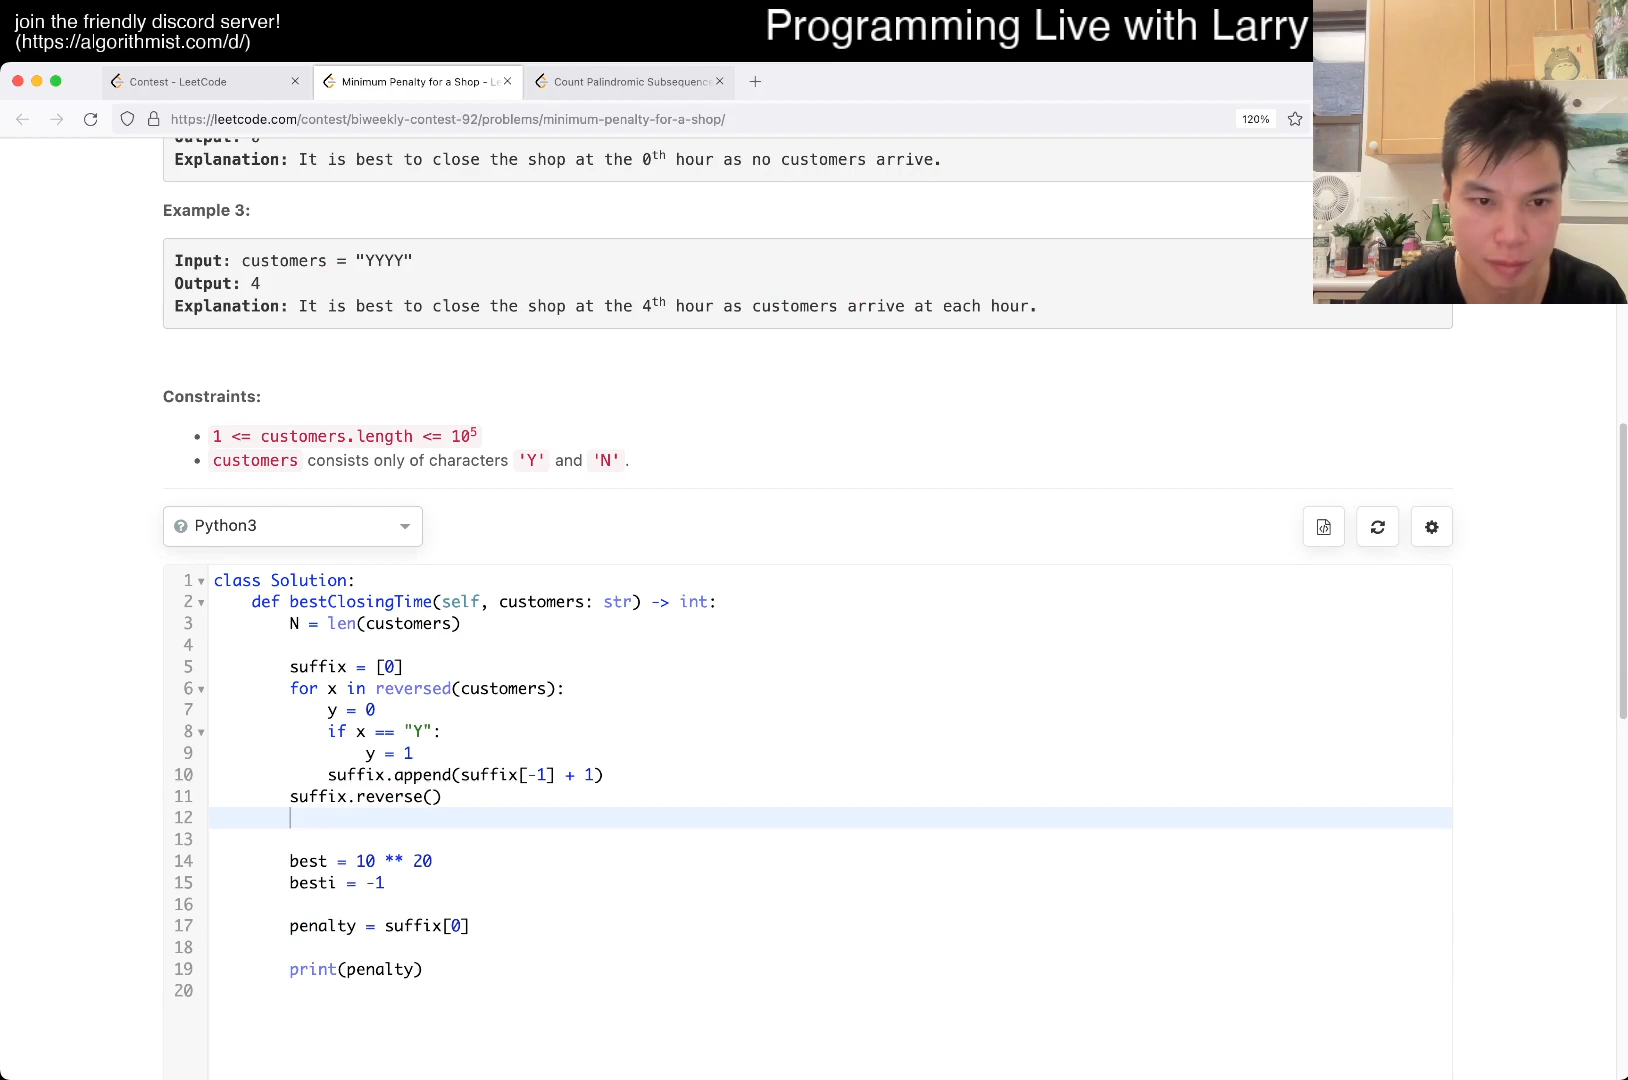 join the friendly discord server!
(https://algorithmist.com/d/)
Programming Live with Larry
Contest - LeetCode
Minimum Penalty for a Shop - Le
Count Palindromic Subsequence
https://leetcode.com/contest/biweekly-contest-92/problems/minimum-penalty-for-a-shop/
120%
Output: 0
Explanation: It is best to close the shop at the 0th hour as no customers arrive.
Example 3:
Input: customers = "YYYY"
Output: 4
Explanation: It is best to close the shop at the 4th hour as customers arrive at each hour.
Constraints:
• 1 <= customers.length <= 10^5
• customers consists only of characters 'Y' and 'N'.
Python3
1 class Solution:
2 def bestClosingTime(self, customers: str) -> int:
3 N = len(customers)
4
5 suffix = [0]
6 for x in reversed(customers):
7 y = 0
8 if x == "Y":
9 y = 1
10 suffix.append(suffix[-1] + 1)
11 suffix.reverse()
12
13
14 best = 10 ** 20
15 besti = -1
16
17 penalty = suffix[0]
18
19 print(penalty)
20